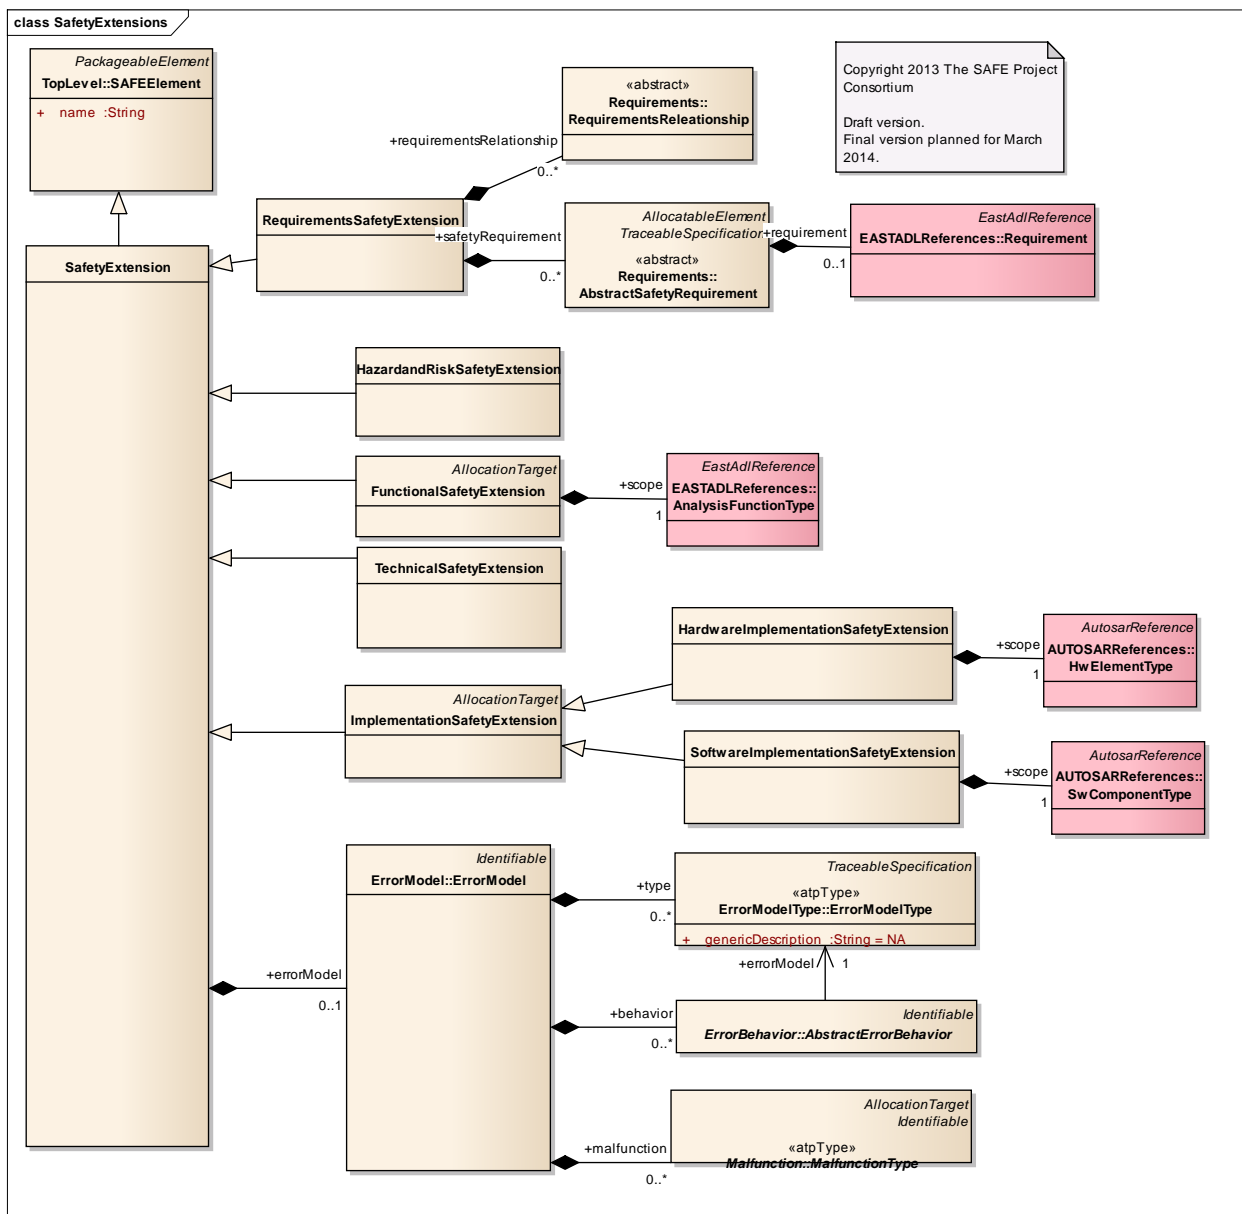 class SafetyExtensions
PackageableElement
TopLevel::SAFEElement
+ name :String
«abstract»
Requirements::
RequirementsReleationship
Copyright 2013 The SAFE Project
Consortium
Draft version.
Final version planned for March
2014.
+requirementsRelationship
0..*
RequirementsSafetyExtension
+safetyRequirement
0..*
AllocatableElement
TraceableSpecification
«abstract»
Requirements::
AbstractSafetyRequirement
+requirement
0..1
EastAdlReference
EASTADLReferences::Requirement
SafetyExtension
HazardandRiskSafetyExtension
AllocationTarget
FunctionalSafetyExtension
+scope
1
EastAdlReference
EASTADLReferences::
AnalysisFunctionType
TechnicalSafetyExtension
HardwareImplementationSafetyExtension
+scope
1
AutosarReference
AUTOSARReferences::
HwElementType
AllocationTarget
ImplementationSafetyExtension
SoftwareImplementationSafetyExtension
+scope
1
AutosarReference
AUTOSARReferences::
SwComponentType
Identifiable
ErrorModel::ErrorModel
+type
0..*
TraceableSpecification
«atpType»
ErrorModelType::ErrorModelType
+ genericDescription :String = NA
+errorModel
1
+errorModel
0..1
+behavior
0..*
Identifiable
ErrorBehavior::AbstractErrorBehavior
+malfunction
0..*
AllocationTarget
Identifiable
«atpType»
Malfunction::MalfunctionType